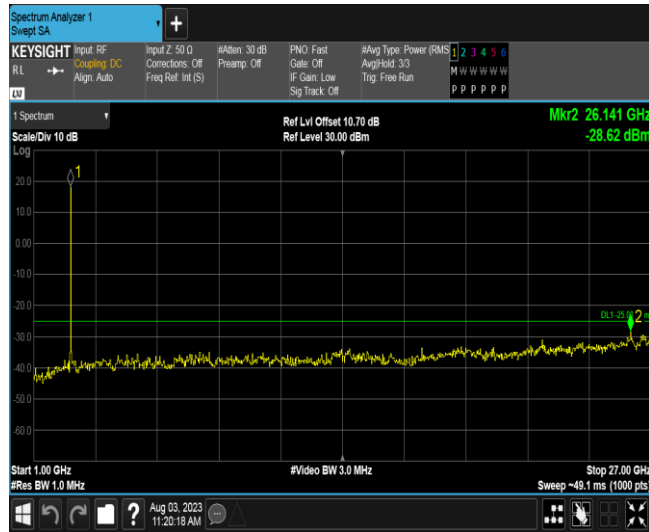 Spectrum Analyzer 1
Swept SA
+
KEYSIGHT Input: RF Input Z: 50 Ω #Atten: 30 dB PNO: Fast #Avg Type: Power (RMS 1 2 3 4 5 6
R L Coupling: DC Corrections: Off Preamp: Off Gate: Off Avg|Hold: 3/3 M W W W W W
Align: Auto Freq Ref: Int (S) IF Gain: Low Trig: Free Run
Sig Track: Off P P P P P P
LXI
1 Spectrum Ref Lvl Offset 10.70 dB Mkr2 26.141 GHz
Scale/Div 10 dB Ref Level 30.00 dBm -28.62 dBm
Log
1
20.0
10.0
0.00
-10.0
-20.0
DL1 -25.00 2
-30.0
-40.0
-50.0
-60.0
Start 1.00 GHz #Video BW 3.0 MHz Stop 27.00 GHz
#Res BW 1.0 MHz Sweep ~49.1 ms (1000 pts)
? Aug 03, 2023
11:20:18 AM